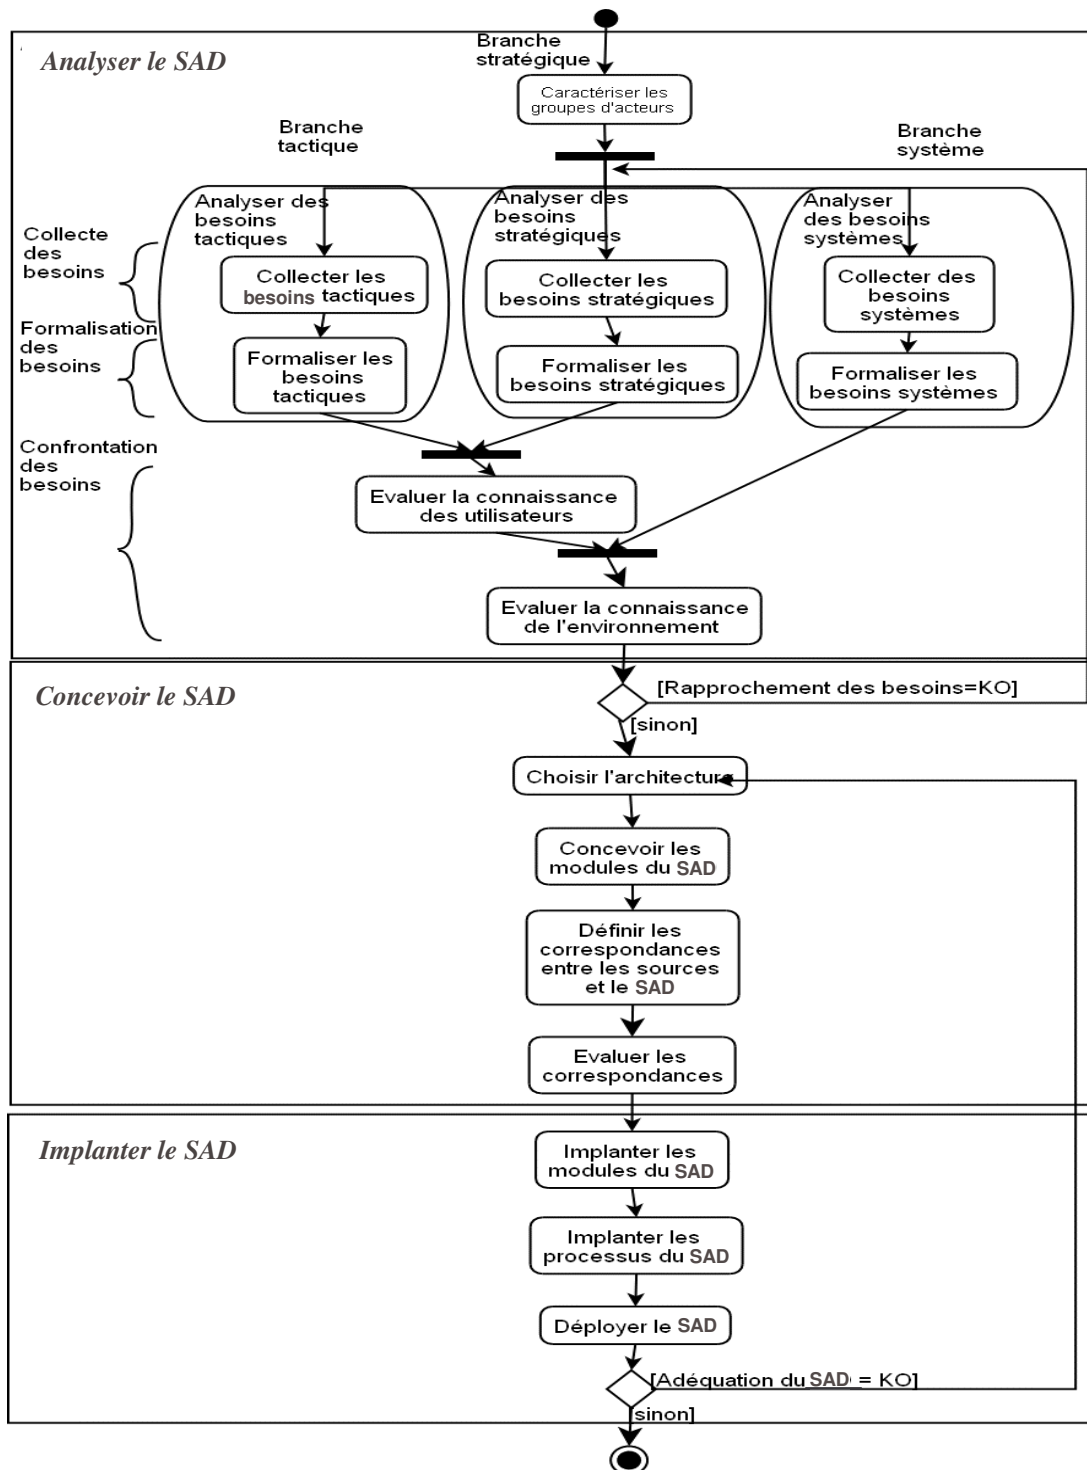 Analyser le SAD
Branche
stratégique
Caractériser les
groupes d'acteurs
Branche
tactique
Branche
système
Analyser des
besoins
tactiques
Analyser des
besoins
stratégiques
Analyser
des besoins
systèmes
Collecte
des
besoins
Collecter les
besoins tactiques
Collecter les
besoins stratégiques
Collecter des
besoins
systèmes
Formalisation
des
besoins
Formaliser les
besoins
tactiques
Formaliser les
besoins stratégiques
Formaliser les
besoins systèmes
Confrontation
des
besoins
Evaluer la connaissance
des utilisateurs
Evaluer la connaissance
de l'environnement
Concevoir le SAD
[Rapprochement des besoins=KO]
[sinon]
Choisir l'architecture
Concevoir les
modules du SAD
Définir les
correspondances
entre les sources
et le SAD
Evaluer les
correspondances
Implanter le SAD
Implanter les
modules du SAD
Implanter les
processus du SAD
Déployer le SAD
[Adéquation du SAD = KO]
[sinon]